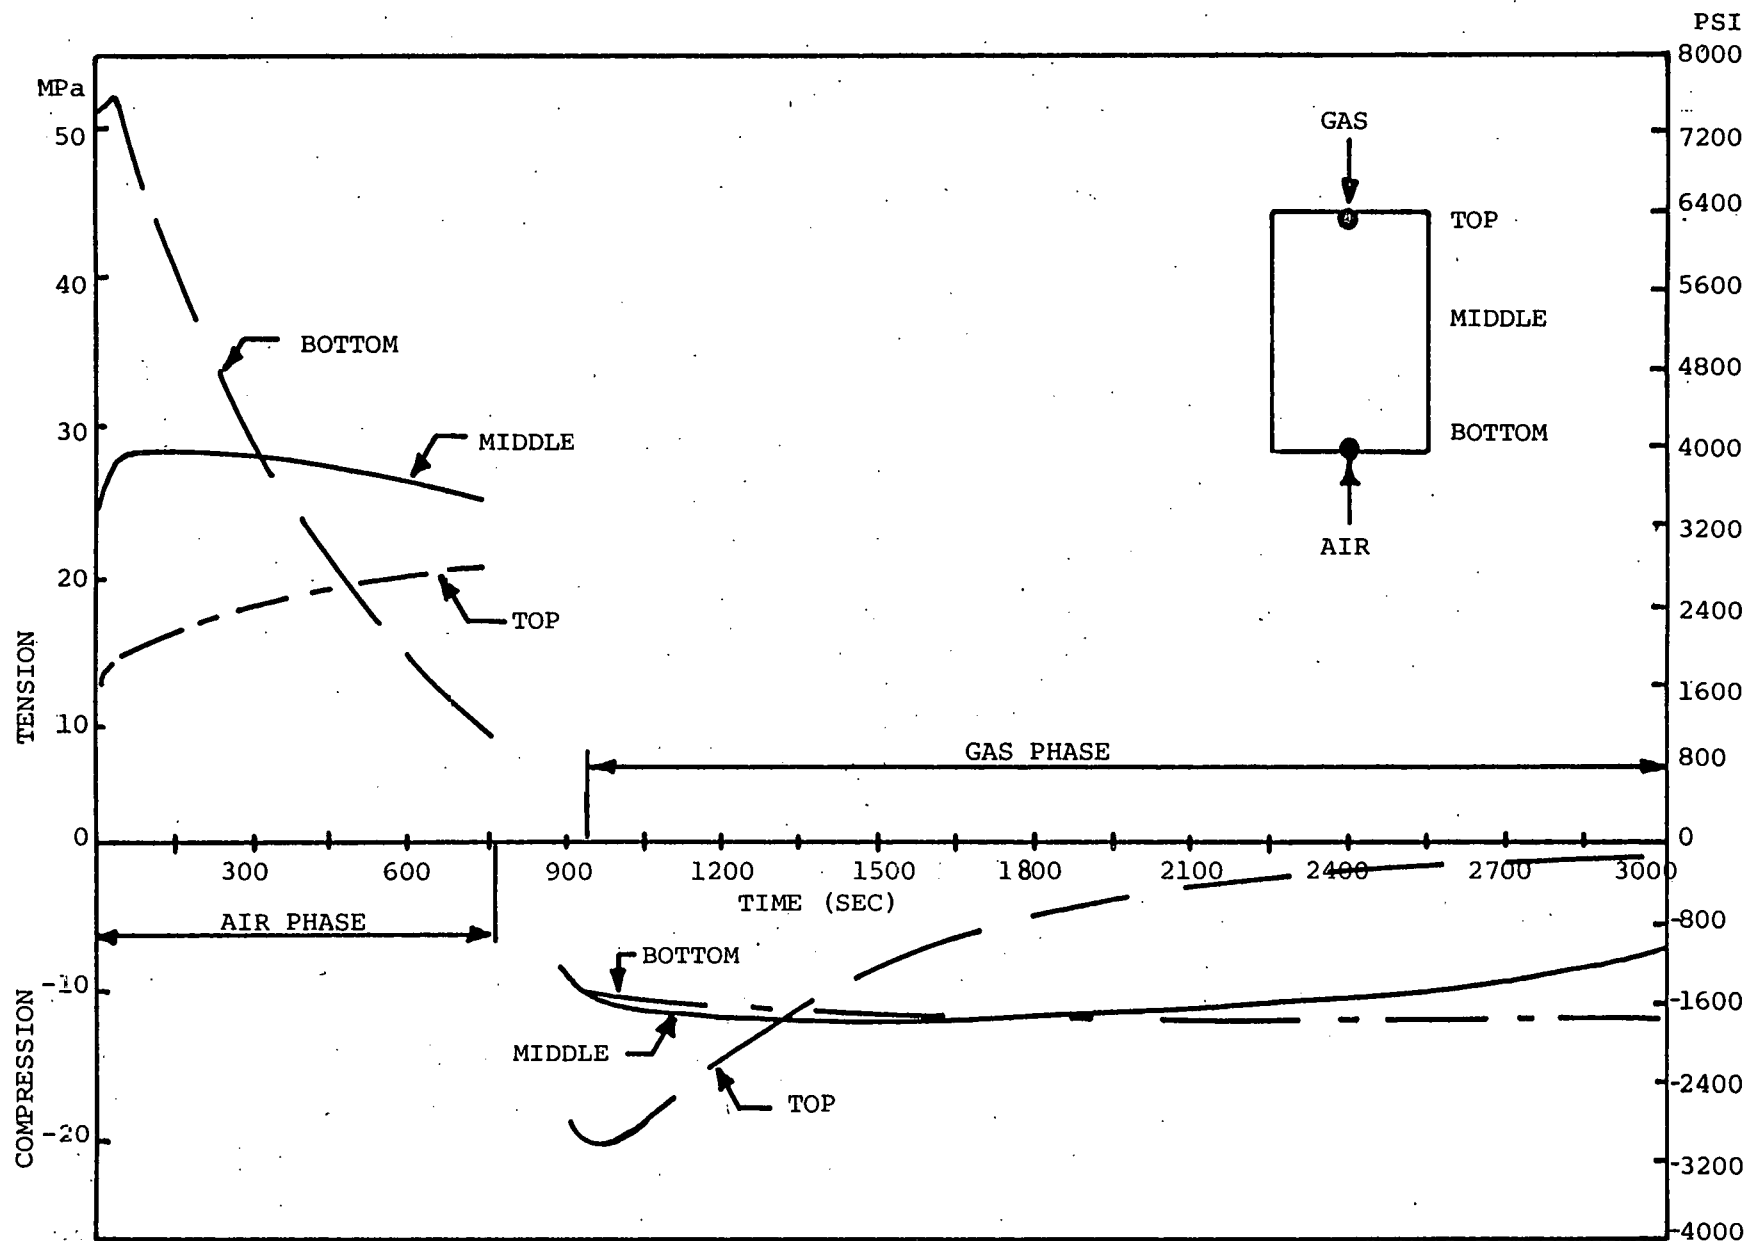 PSI
8000
MPa
50
7200
GAS
6400
TOP
40
5600
MIDDLE
BOTTOM
4800
30
MIDDLE
BOTTOM
4000
3200
AIR
20
TOP
2400
TENSION
1600
10
GAS PHASE
800
0
0
300
600
900
1200
1500
1800
2100
2400
2700
3000
TIME (SEC)
AIR PHASE
-800
BOTTOM
-10
-1600
MIDDLE
COMPRESSION
-2400
TOP
-20
-3200
-4000